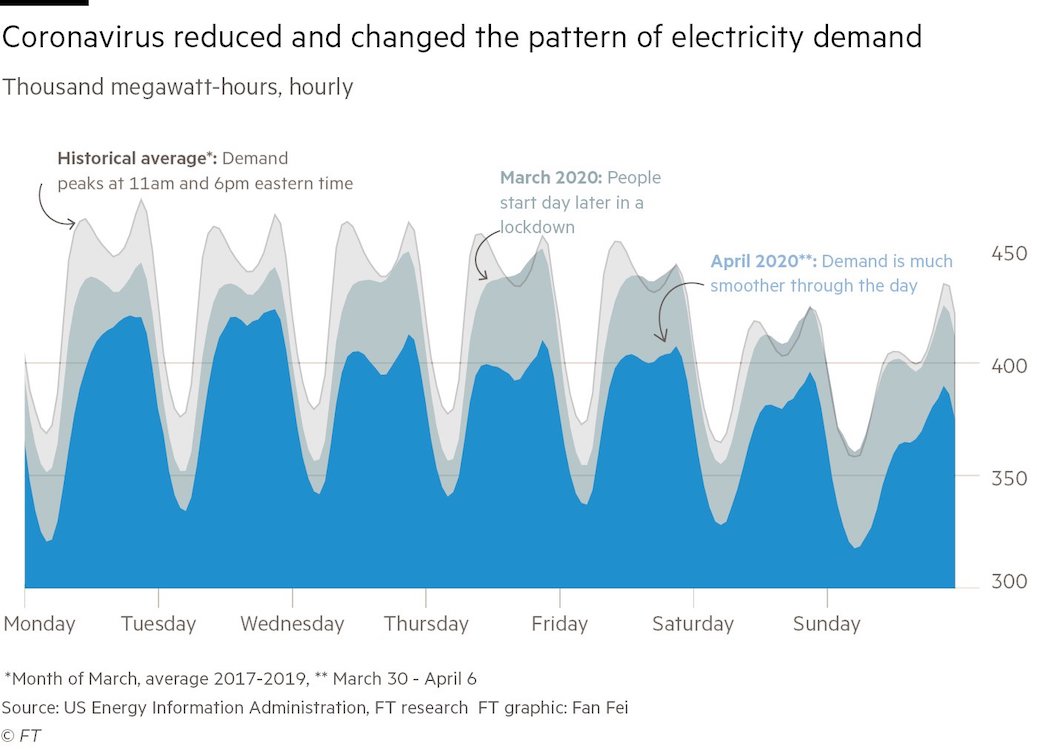 Coronavirus reduced and changed the pattern of electricity demand
Thousand megawatt-hours, hourly
Historical average*: Demand
peaks at 11am and 6pm eastern time
March 2020: People
start day later in a
lockdown
April 2020**: Demand is much
smoother through the day
450
400
350
300
Monday Tuesday Wednesday Thursday Friday Saturday Sunday
*Month of March, average 2017-2019, ** March 30 - April 6
Source: US Energy Information Administration, FT research FT graphic: Fan Fei
© FT